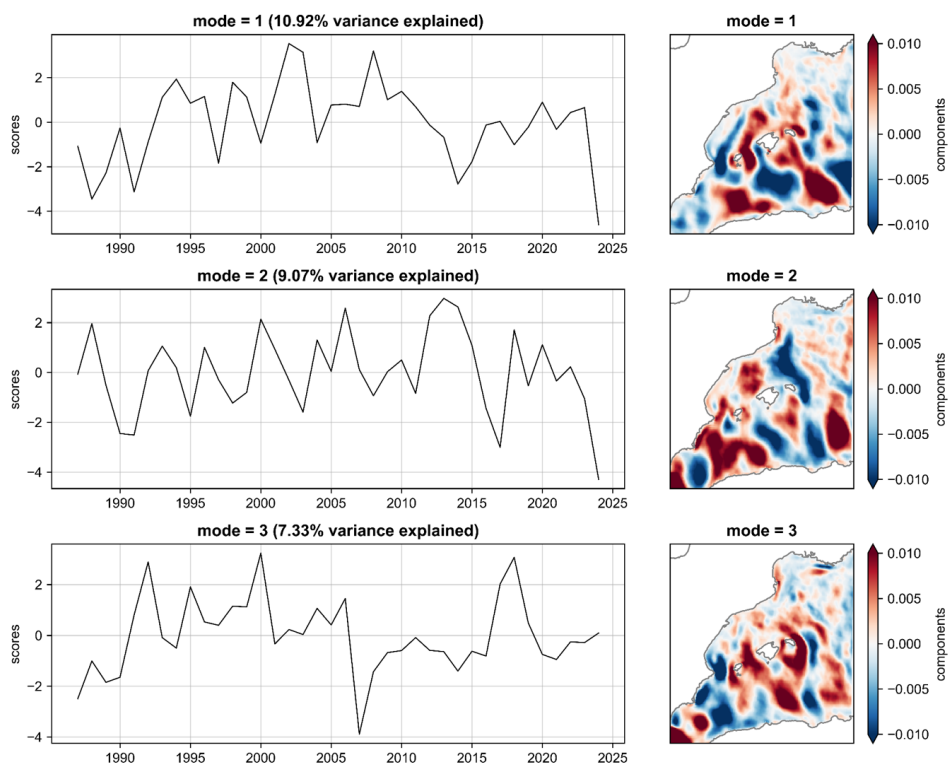 mode = 1 (10.92% variance explained)
scores
2
0
−2
−4
1990 1995 2000 2005 2010 2015 2020 2025
mode = 1
0.010
0.005
0.000
−0.005
−0.010
components
mode = 2 (9.07% variance explained)
scores
2
0
−2
−4
1990 1995 2000 2005 2010 2015 2020 2025
mode = 2
0.010
0.005
0.000
−0.005
−0.010
components
mode = 3 (7.33% variance explained)
scores
2
0
−2
−4
1990 1995 2000 2005 2010 2015 2020 2025
mode = 3
0.010
0.005
0.000
−0.005
−0.010
components